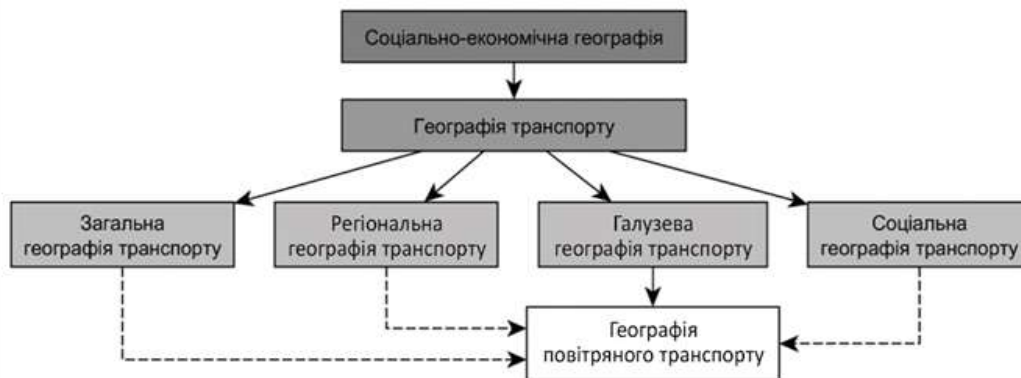 Соціально-економічна географія
Географія транспорту
Загальна
географія транспорту
Регіональна
географія транспорту
Галузева
географія транспорту
Соціальна
географія транспорту
Географія
повітряного транспорту